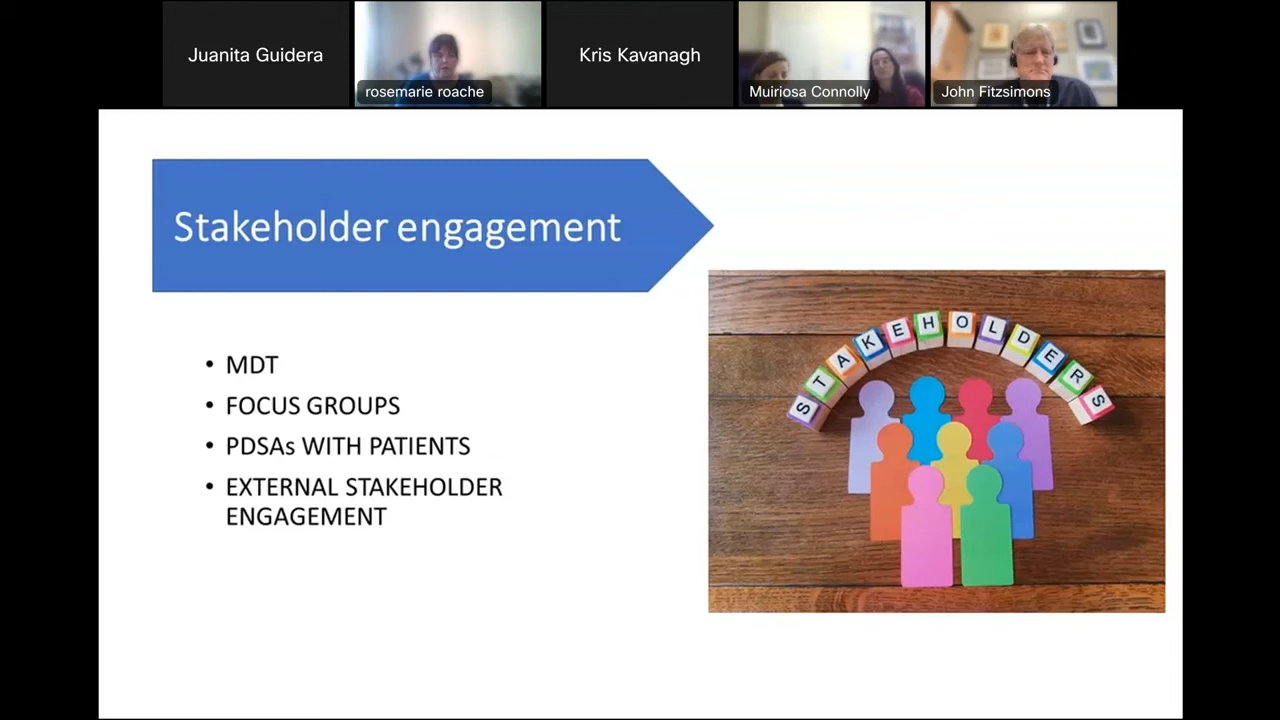 Juanita Guidera
rosemarie roache
Kris Kavanagh
Muiriosa Connolly
John Fitzsimons
Stakeholder engagement
• MDT
• FOCUS GROUPS
• PDSAs WITH PATIENTS
• EXTERNAL STAKEHOLDER
ENGAGEMENT
STAKEHOLDERS